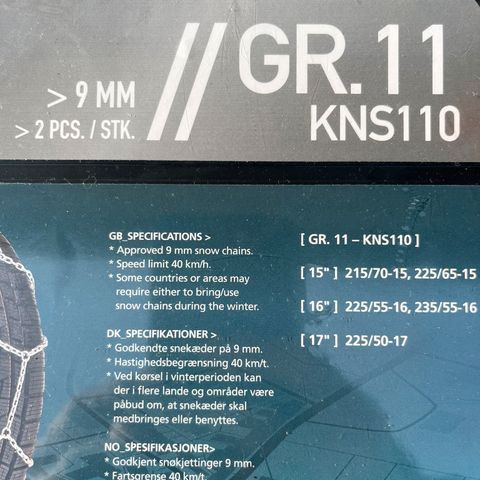 > 9 MM
> 2 PCS. / STK.
// GR. 11
KNS110
GB_SPECIFICATIONS >
* Approved 9 mm snow chains.
* Speed limit 40 km/h.
* Some countries or areas may
require either to bring/use
snow chains during the winter.
DK_SPECIFIKATIONER >
* Godkendte snekæder på 9 mm.
* Hastighedsbegrænsning 40 km/t.
* Ved kørsel i vinterperioden kan
der i flere lande og områder være
påbud om, at snekæder skal
medbringes eller benyttes.
NO_SPESIFIKASJONER>
* Godkjent snøkjettinger 9 mm.
* Fartsgrense 40 km/t.
[ GR. 11 – KNS110 ]
[ 15" ] 215/70-15, 225/65-15
[ 16" ] 225/55-16, 235/55-16
[ 17" ] 225/50-17